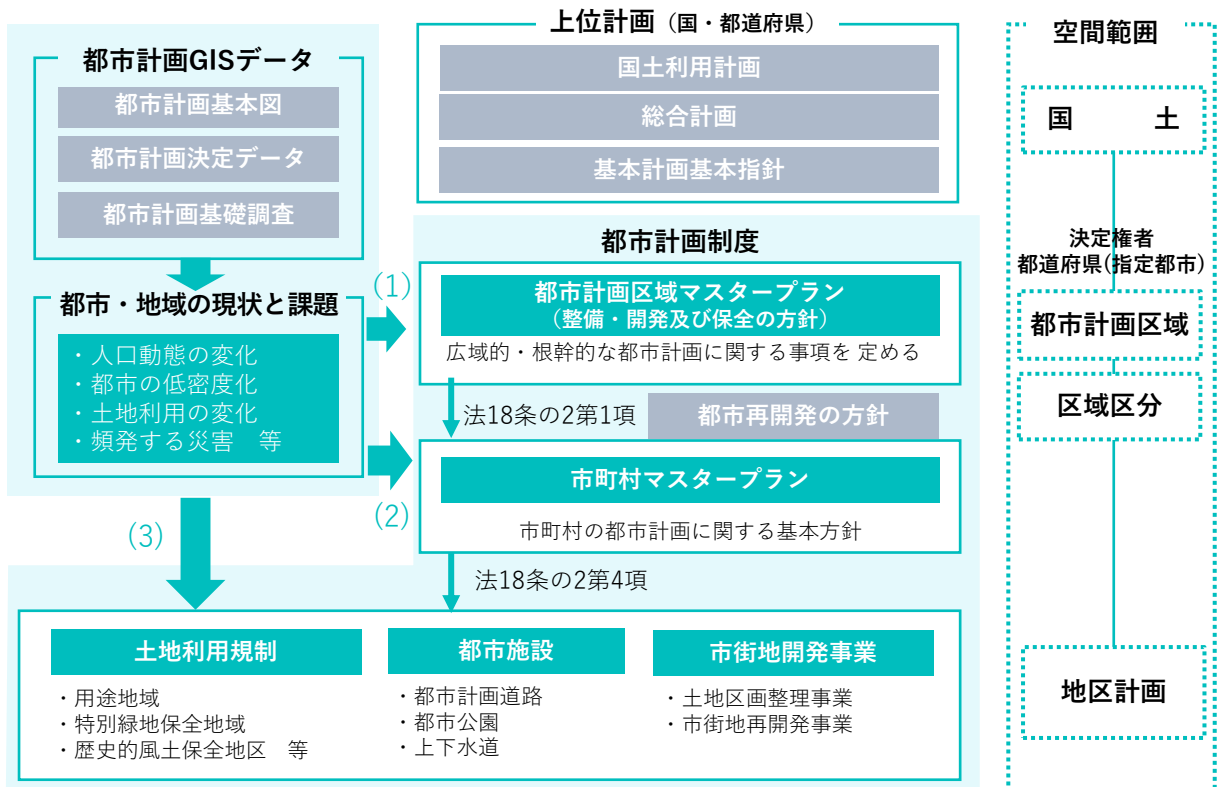 都市計画GISデータ
都市計画基本図
都市計画決定データ
都市計画基礎調査
上位計画（国・都道府県）
国土利用計画
総合計画
基本計画基本指針
空間範囲
国　土
決定権者
都道府県(指定都市)
都市計画区域
区域区分
地区計画
都市・地域の現状と課題
・人口動態の変化
・都市の低密度化
・土地利用の変化
・頻発する災害　等
(1)
(2)
(3)
都市計画制度
都市計画区域マスタープラン
（整備・開発及び保全の方針）
広域的・根幹的な都市計画に関する事項を 定める
法18条の2第1項
都市再開発の方針
市町村マスタープラン
市町村の都市計画に関する基本方針
法18条の2第4項
土地利用規制
・用途地域
・特別緑地保全地域
・歴史的風土保全地区　等
都市施設
・都市計画道路
・都市公園
・上下水道
市街地開発事業
・土地区画整理事業
・市街地再開発事業